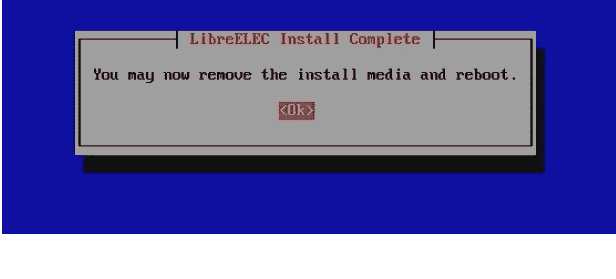 LibreELEC Install Complete
You may now remove the install media and reboot.
<Ok>